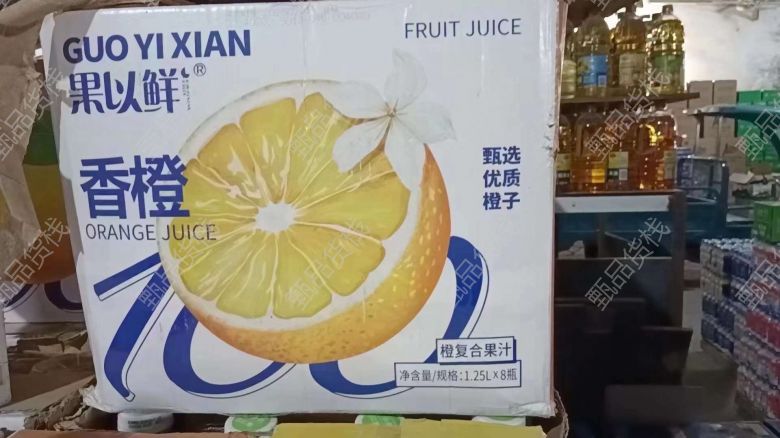 GUO YI XIAN
果以鲜®
FRUIT JUICE
香橙
ORANGE JUICE
甄选
优质
橙子
100
橙复合果汁
净含量/规格:1.25L×8瓶
甄品货栈